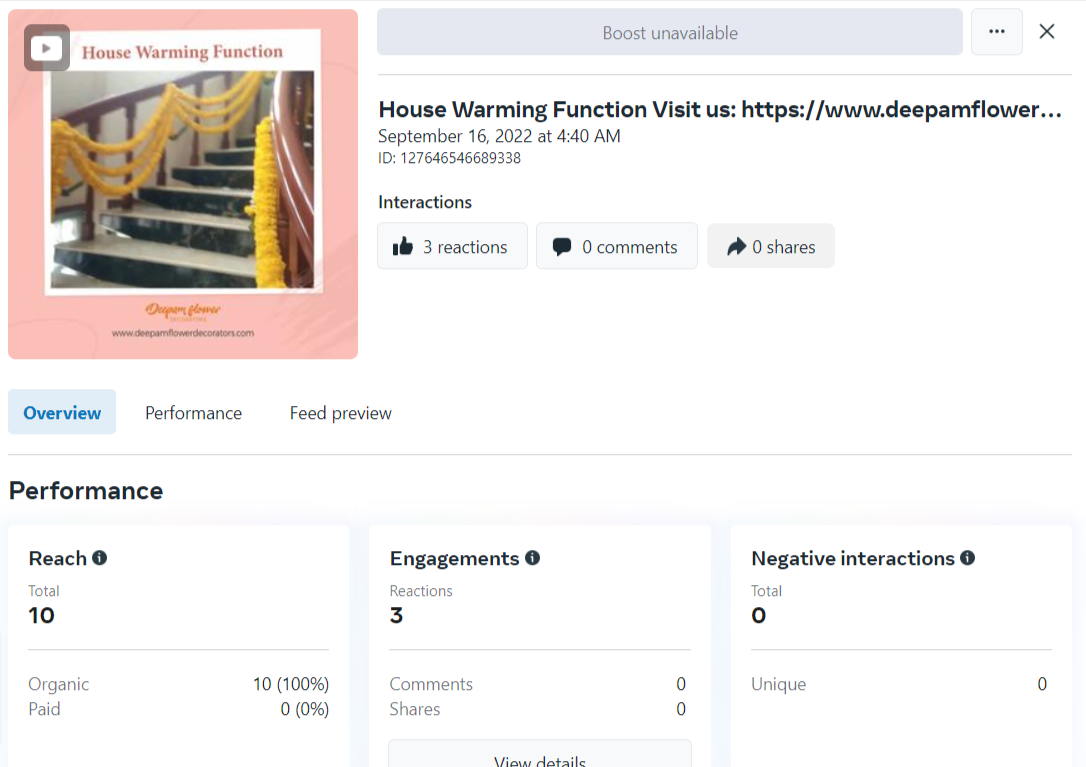 House Warming Function
Deepam flower
DECORATORS
www.deepamflowerdecorators.com
Boost unavailable
House Warming Function Visit us: https://www.deepamflower...
September 16, 2022 at 4:40 AM
ID: 127646546689338
Interactions
3 reactions
0 comments
0 shares
Overview
Performance
Feed preview
Performance
Reach
Total
10
Organic 10 (100%)
Paid 0 (0%)
Engagements
Reactions
3
Comments 0
Shares 0
View details
Negative interactions
Total
0
Unique 0